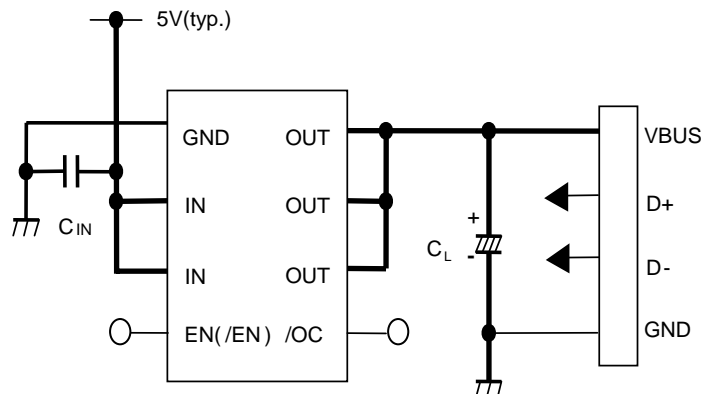 5V(typ.)
GND OUT VBUS
IN OUT D+
CIN
+
CL
-
IN OUT D-
EN(/EN) /OC GND